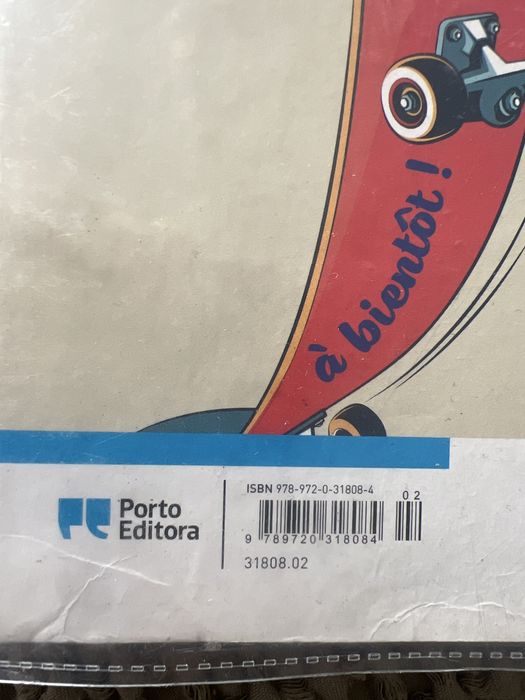 à bientôt !
Porto
Editora
ISBN 978-972-0-31808-4
02
9 789720 318084
31808.02